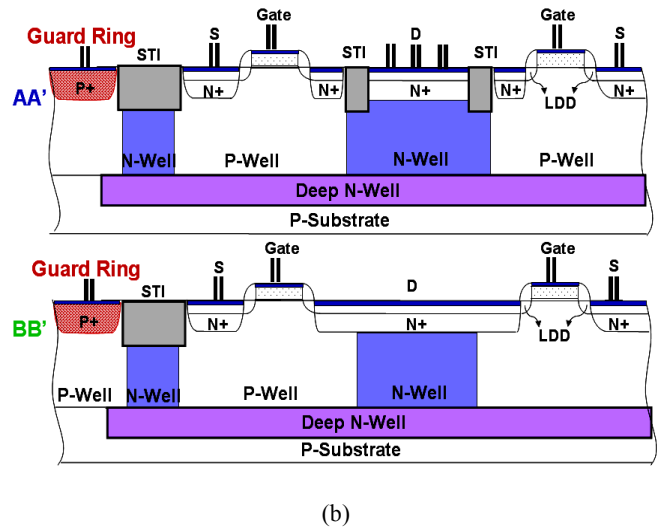 Gate Gate
Guard Ring S D S
STI STI STI
P+ N+ N+ N+ N+ N+
AA' LDD
N-Well P-Well N-Well P-Well
Deep N-Well
P-Substrate
Gate Gate
Guard Ring S D S
STI
P+ N+ N+ N+
BB' LDD
P-Well N-Well P-Well N-Well
Deep N-Well
P-Substrate
(b)